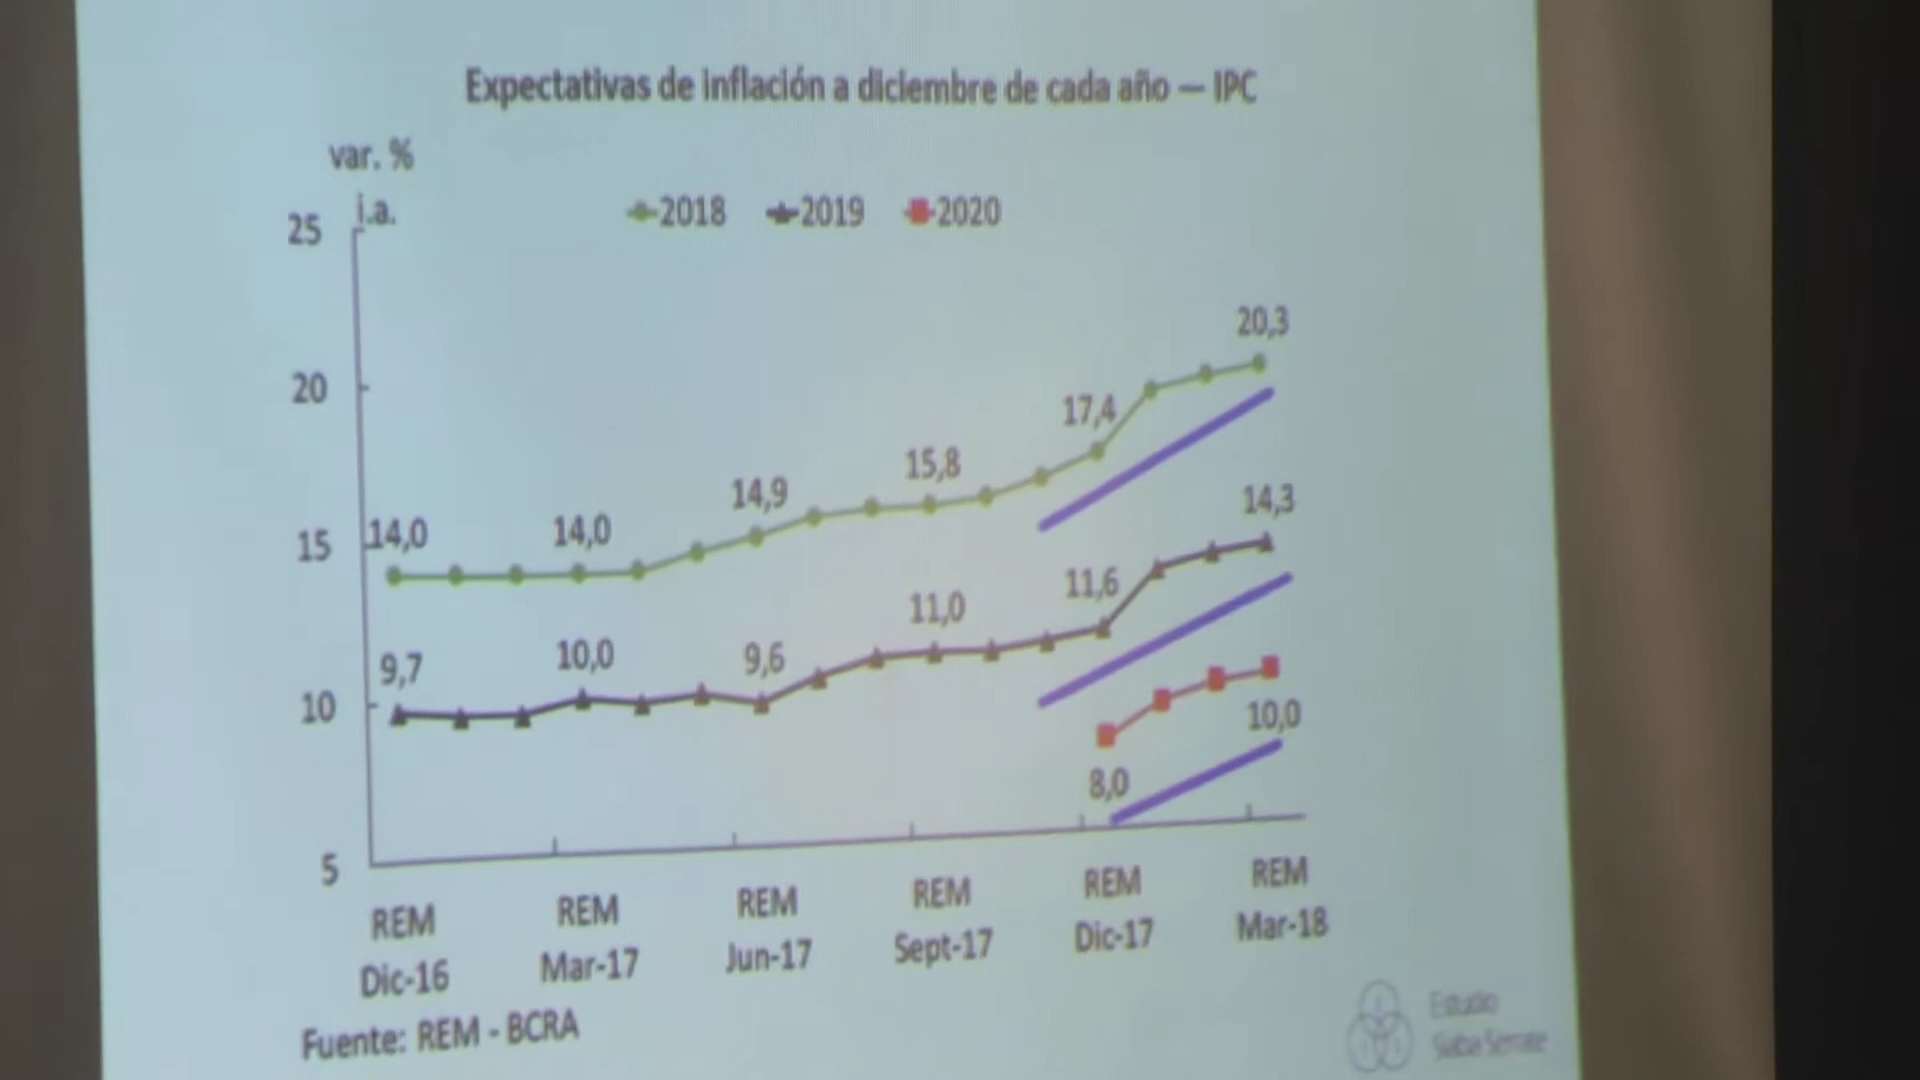 Expectativas de inflación a diciembre de cada año — IPC
var. %
i.a.
2018 2019 2020
25
20
15
10
5
14,0 14,0 14,9 15,8 17,4 20,3
9,7 10,0 9,6 11,0 11,6 14,3
8,0 10,0
REM REM REM REM REM REM
Dic-16 Mar-17 Jun-17 Sept-17 Dic-17 Mar-18
Fuente: REM - BCRA
Estudio